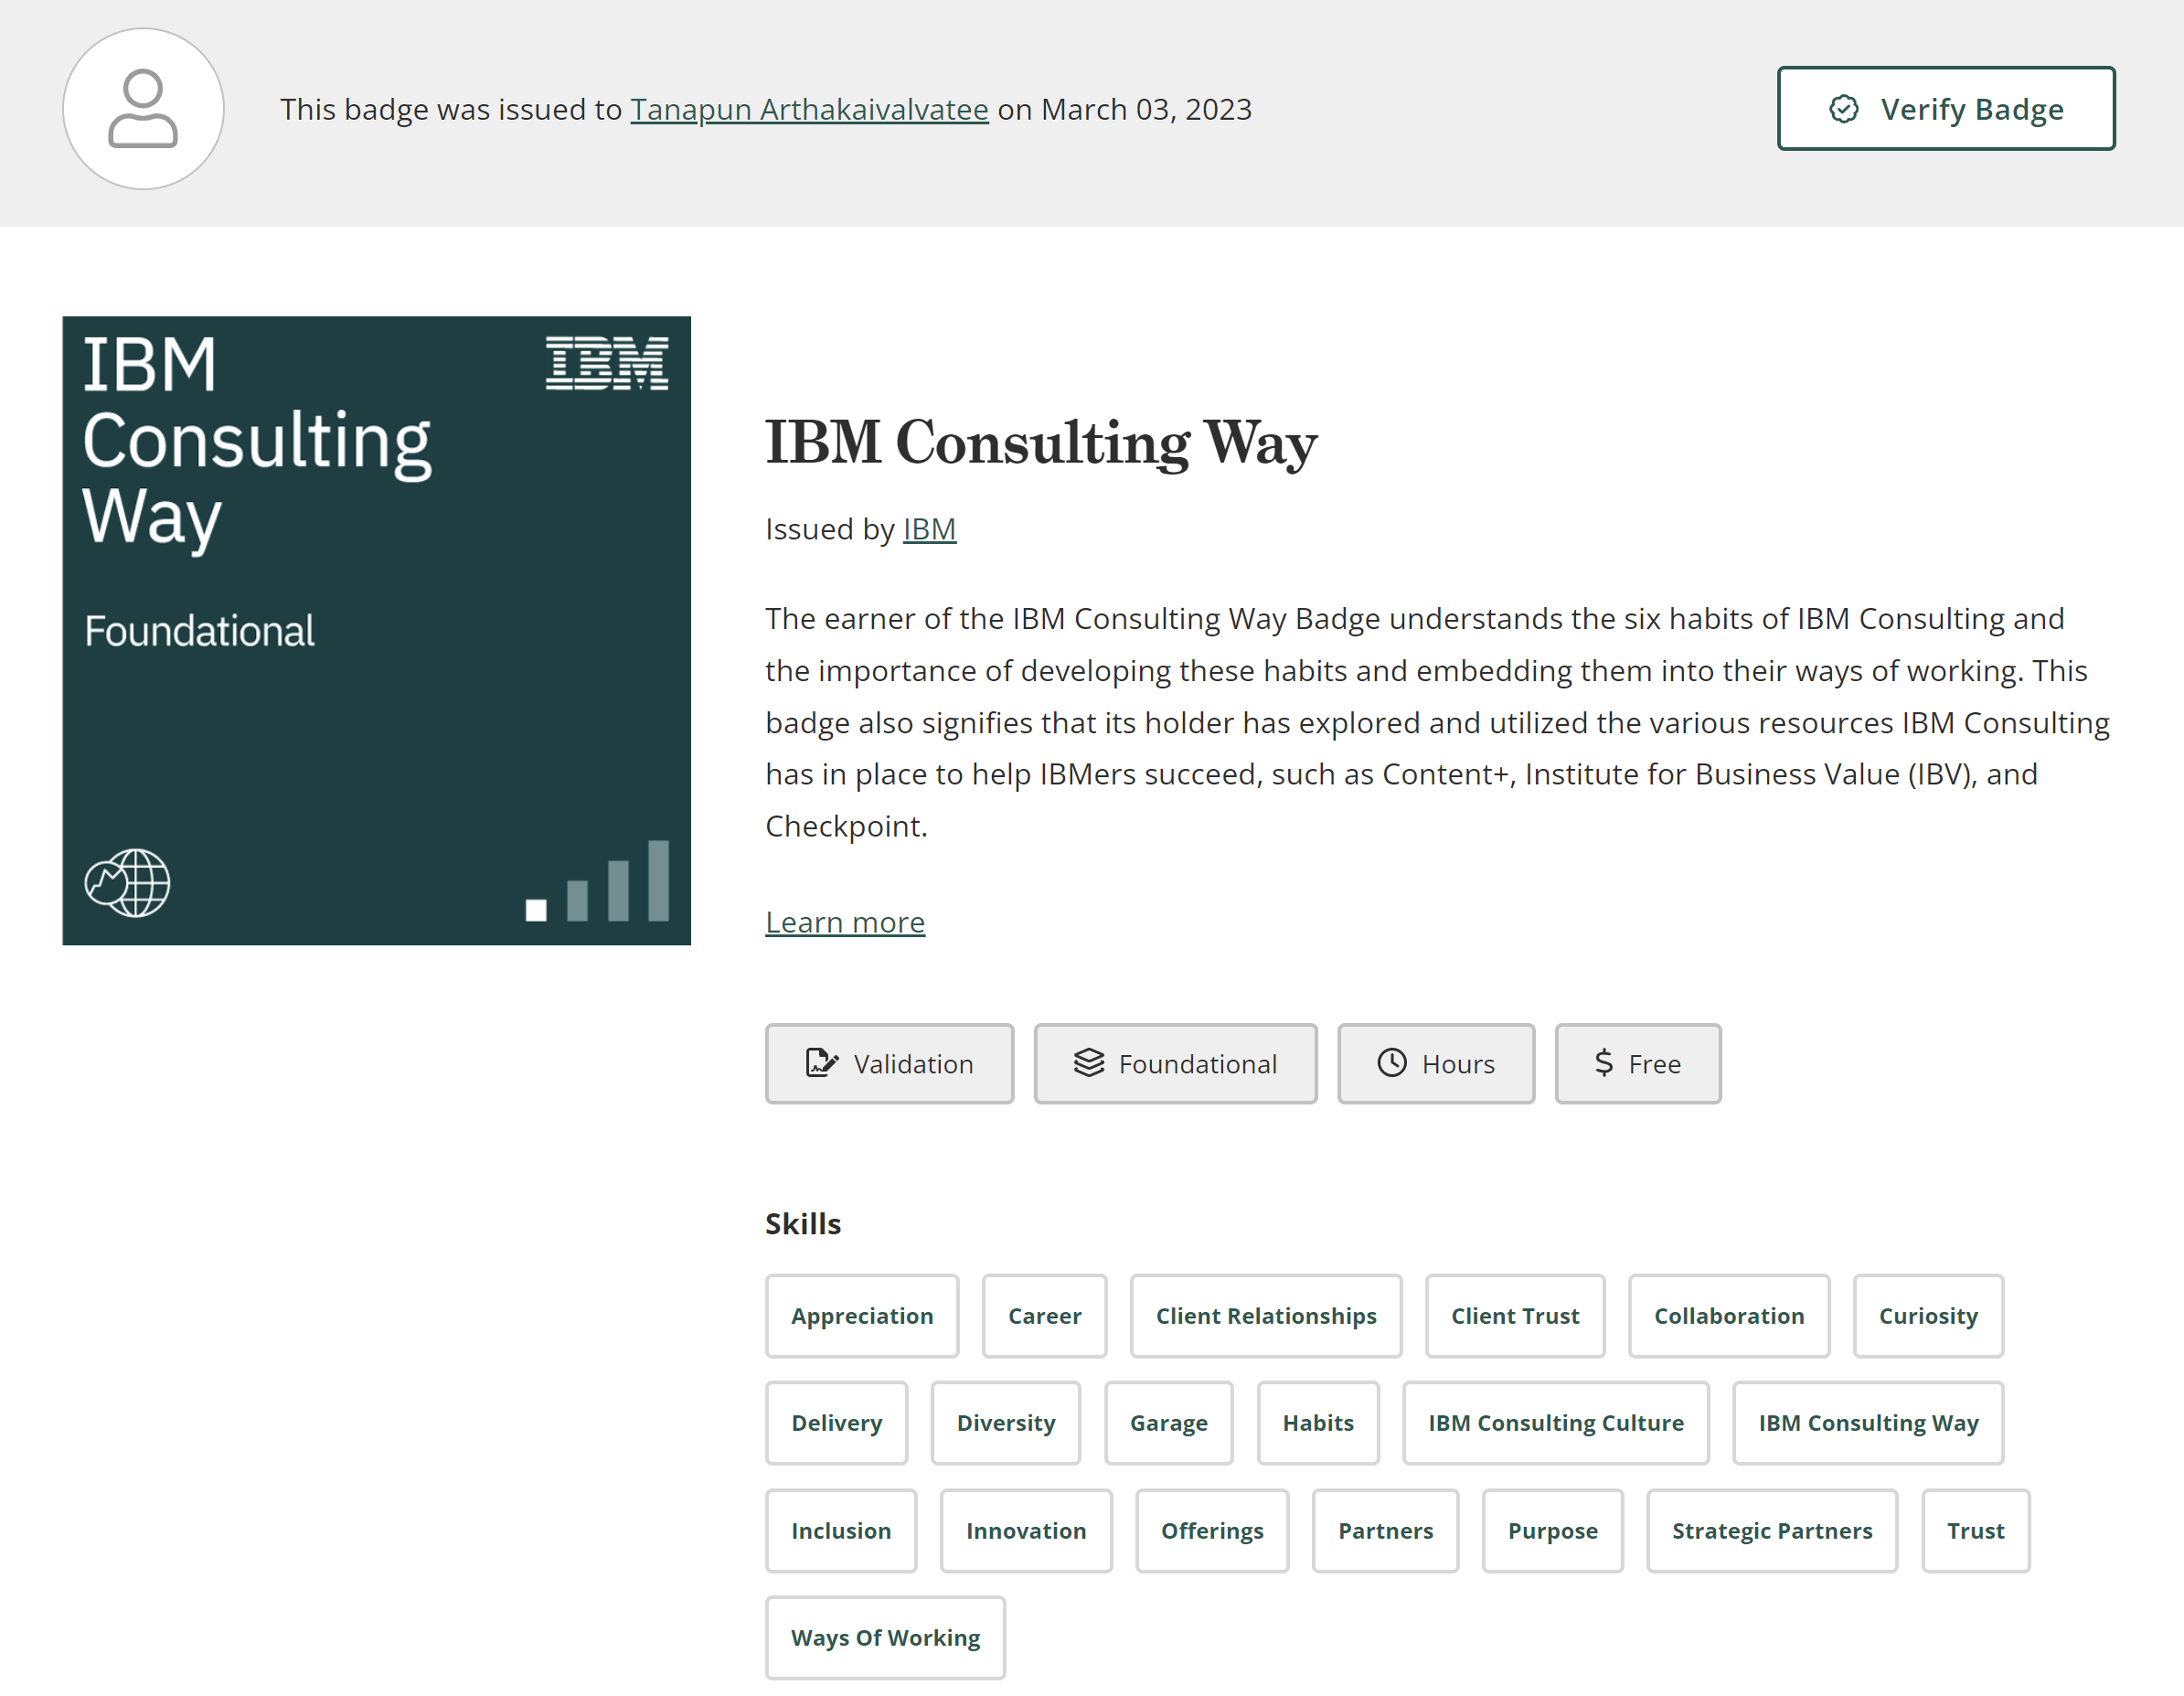 This badge was issued to Tanapun Arthakaivalvatee on March 03, 2023
Verify Badge
IBM
Consulting
Way
IBM
Foundational
IBM Consulting Way
Issued by IBM
The earner of the IBM Consulting Way Badge understands the six habits of IBM Consulting and
the importance of developing these habits and embedding them into their ways of working. This
badge also signifies that its holder has explored and utilized the various resources IBM Consulting
has in place to help IBMers succeed, such as Content+, Institute for Business Value (IBV), and
Checkpoint.
Learn more
Validation Foundational Hours $ Free
Skills
Appreciation Career Client Relationships Client Trust Collaboration Curiosity
Delivery Diversity Garage Habits IBM Consulting Culture IBM Consulting Way
Inclusion Innovation Offerings Partners Purpose Strategic Partners Trust
Ways Of Working